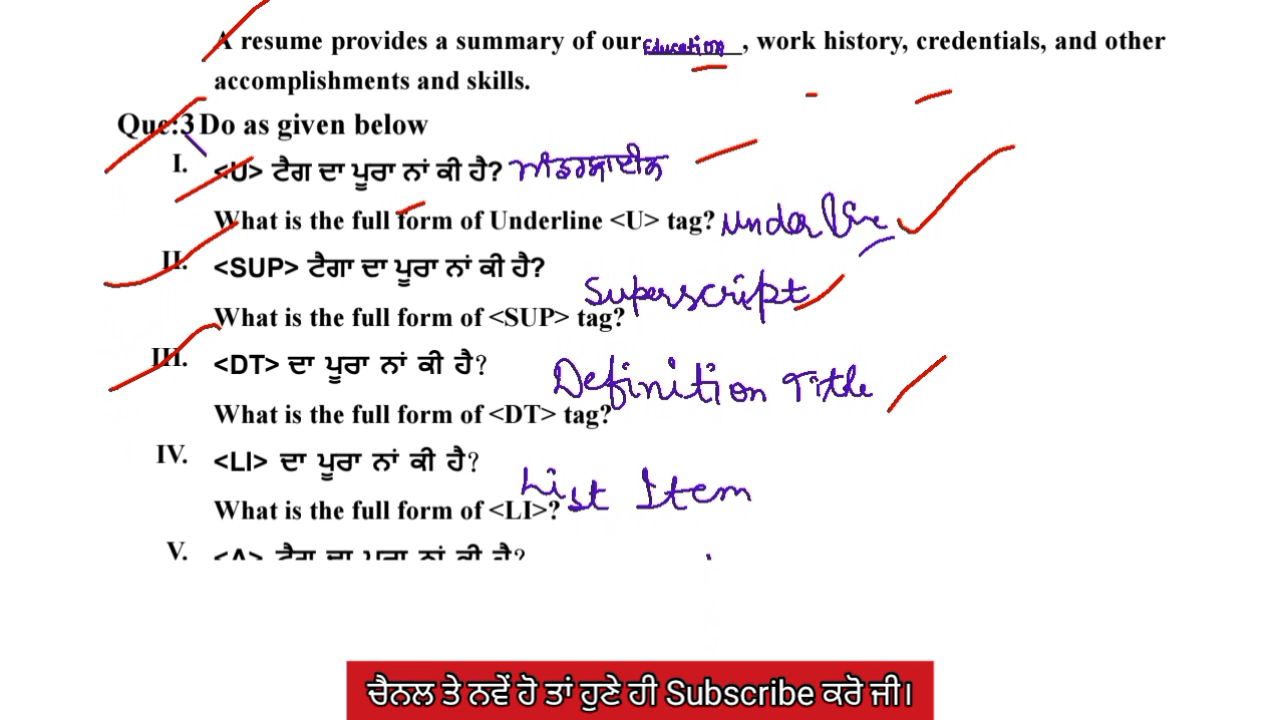 A resume provides a summary of our Education, work history, credentials, and other
accomplishments and skills.
Que:3 Do as given below
I. <U> ਟੈਗ ਦਾ ਪੂਰਾ ਨਾਂ ਕੀ ਹੈ? ਅੰਡਰਲਾਈਨ
What is the full form of Underline <U> tag? Underline
II. <SUP> ਟੈਗਾ ਦਾ ਪੂਰਾ ਨਾਂ ਕੀ ਹੈ?
Superscript
What is the full form of <SUP> tag?
III. <DT> ਦਾ ਪੂਰਾ ਨਾਂ ਕੀ ਹੈ?
Definition Title
What is the full form of <DT> tag?
IV. <LI> ਦਾ ਪੂਰਾ ਨਾਂ ਕੀ ਹੈ?
List Item
What is the full form of <LI>?
V. <A> ਟੈਗ ਦਾ ਪੂਰਾ ਨਾਂ ਕੀ ਹੈ?
ਚੈਨਲ ਤੇ ਨਵੇਂ ਹੋ ਤਾਂ ਹੁਣੇ ਹੀ Subscribe ਕਰੋ ਜੀ।